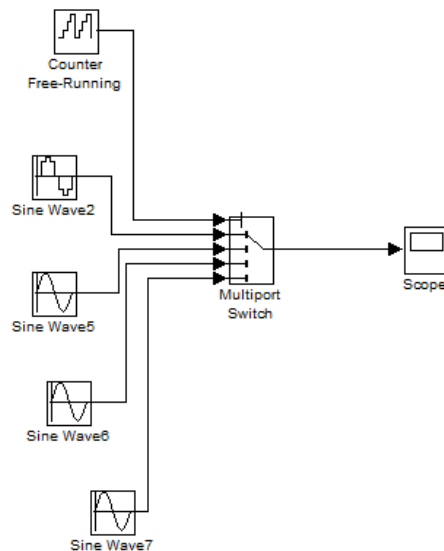 Counter
Free-Running
Sine Wave2
Sine Wave5
Multiport
Switch
Scope
Sine Wave6
Sine Wave7